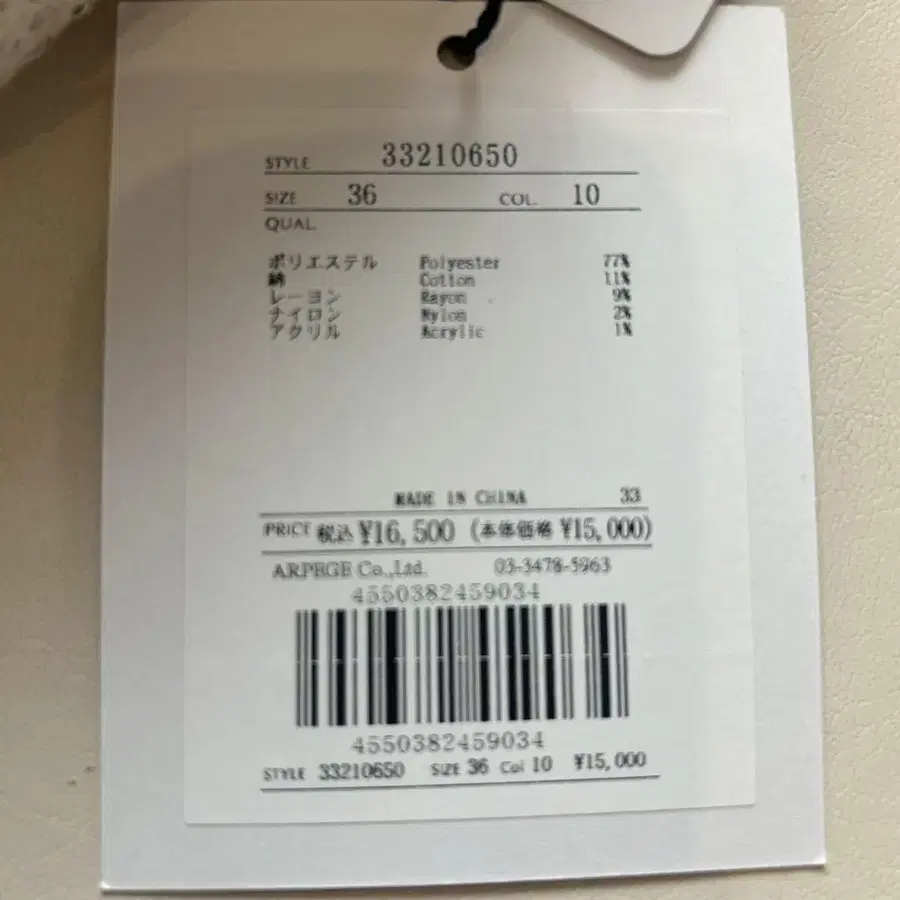 STYLE 33210650
SIZE 36 COL. 10
QUAL.
ポリエステル Polyester 77%
綿 Cotton 11%
レーヨン Rayon 9%
ナイロン Nylon 2%
アクリル Acrylic 1%
MADE IN CHINA 33
PRICE 税込 ¥16,500 (本体価格 ¥15,000)
ARPEGE Co.,Ltd. 03-3478-5963
4550382459034
4550382459034
STYLE 33210650 SIZE 36 Col 10 ¥15,000